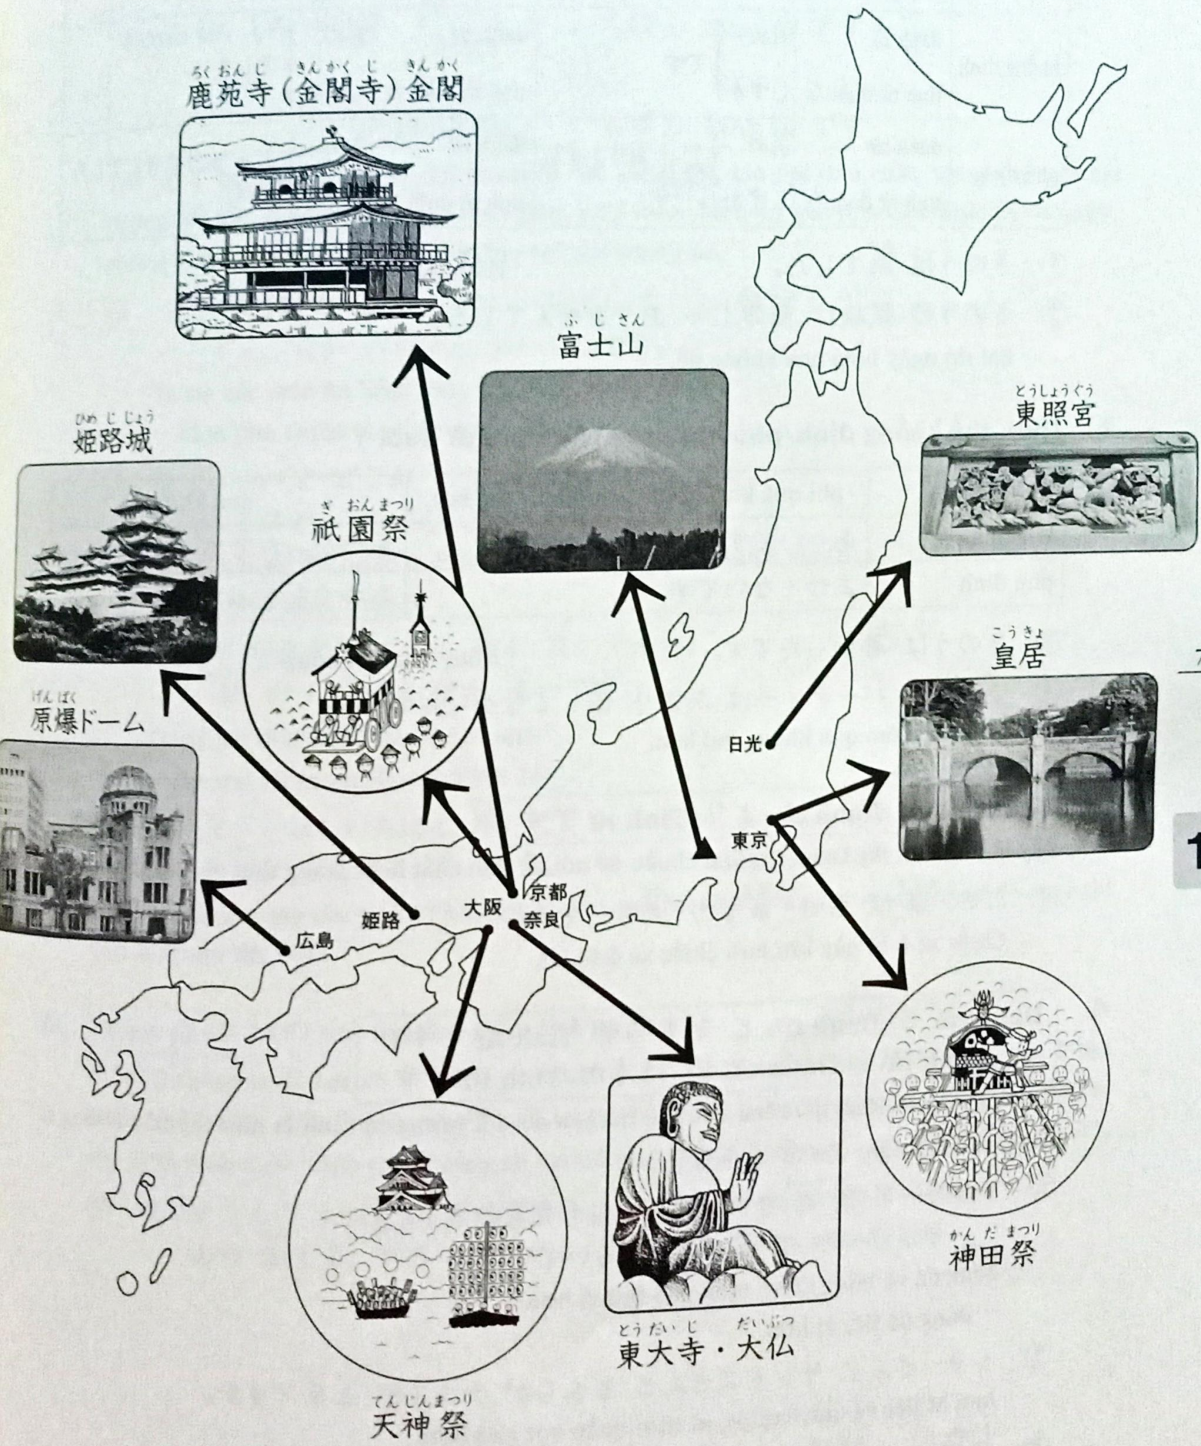 ろくおんじ きんかくじ きんかく
鹿苑寺(金閣寺)金閣
ふじさん
富士山
とうしょうぐう
東照宮
ひめじじょう
姫路城
ぎおんまつり
祇園祭
こうきょ
皇居
げんばく
原爆ドーム
日光
東京
京都
大阪
奈良
姫路
広島
かんだまつり
神田祭
とうだいじ だいぶつ
東大寺・大仏
てんじんまつり
天神祭
1